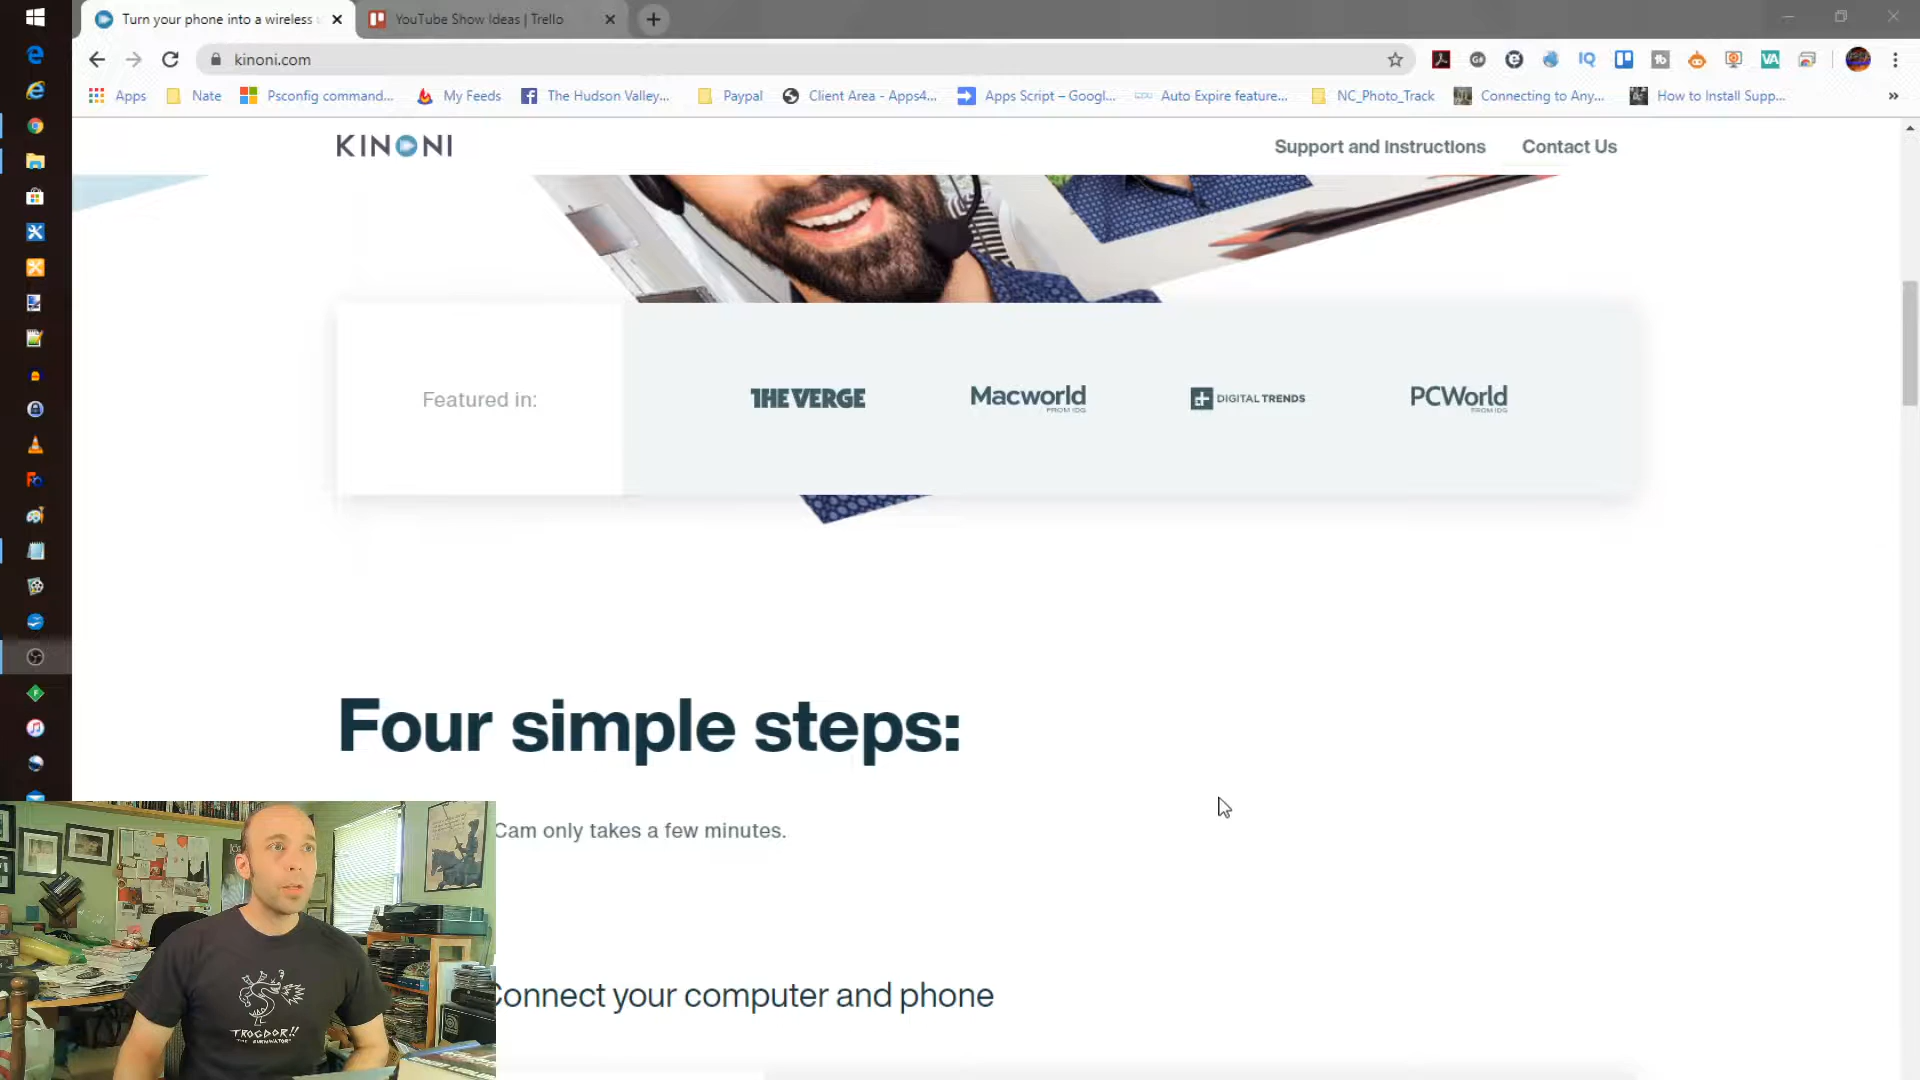 Turn your phone into a wireless
YouTube Show Ideas | Trello
kinoni.com
Apps
Nate
Psconfig command...
My Feeds
The Hudson Valley...
Paypal
Client Area - Apps4...
Apps Script – Googl...
Auto Expire feature...
NC_Photo_Track
Connecting to Any...
How to Install Supp...
KINONI
Support and Instructions
Contact Us
Featured in:
THE VERGE
Macworld
FROM IDG
DIGITAL TRENDS
PCWorld
FROM IDG
Four simple steps:
Cam only takes a few minutes.
Connect your computer and phone
TROGDOR!!
THE BURNINATOR